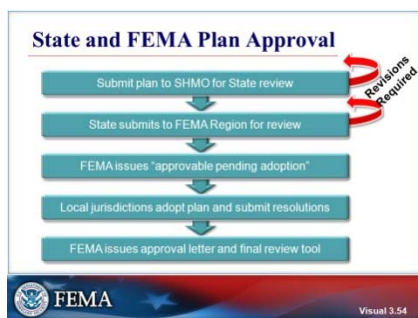 State and FEMA Plan Approval
Submit plan to SHMO for State review
Revisions
Required
State submits to FEMA Region for review
FEMA issues “approvable pending adoption”
Local jurisdictions adopt plan and submit resolutions
FEMA issues approval letter and final review tool
FEMA
Visual 3.54